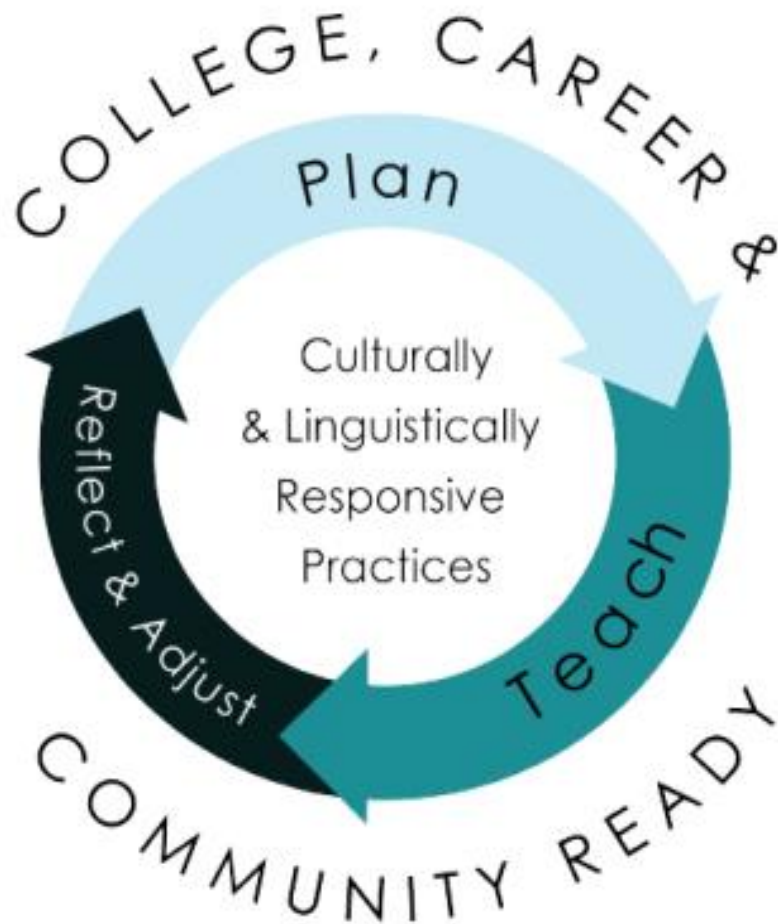 COLLEGE, CAREER &
Plan
Culturally
& Linguistically
Responsive
Practices
Reflect & Adjust
Teach
COMMUNITY READY